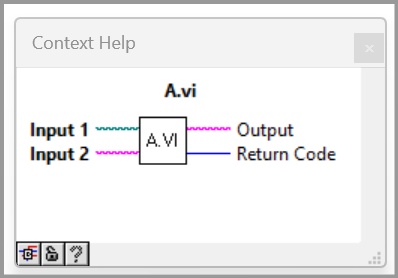 Context Help
A.vi
Input 1 A.VI Output
Input 2 Return Code
?